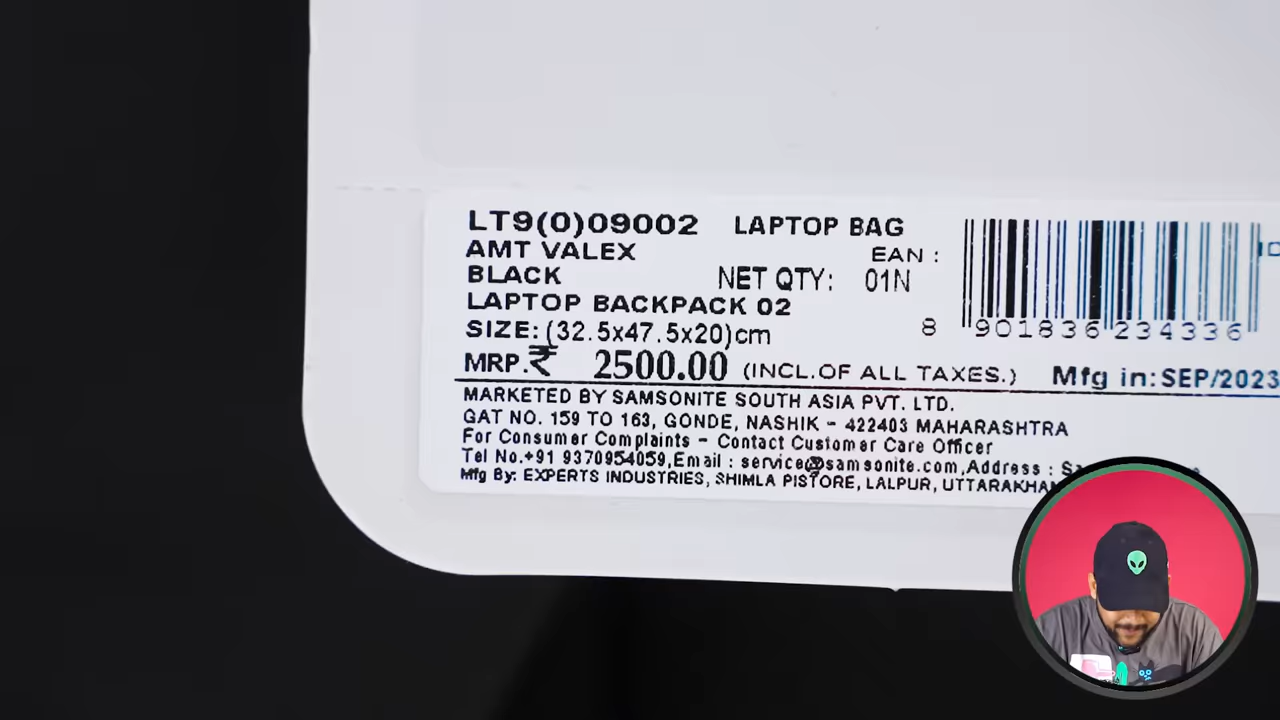 LT9(0)09002 LAPTOP BAG
AMT VALEX EAN :
BLACK NET QTY: 01N
LAPTOP BACKPACK 02
SIZE:(32.5x47.5x20)cm 8 901836 234336
MRP.₹ 2500.00 (INCL.OF ALL TAXES.) Mfg in:SEP/2023
MARKETED BY SAMSONITE SOUTH ASIA PVT. LTD.
GAT NO. 159 TO 163, GONDE, NASHIK - 422403 MAHARASHTRA
For Consumer Complaints - Contact Customer Care Officer
Tel No.+91 9370954059,Email : service@samsonite.com,Address :
Mfg By: EXPERTS INDUSTRIES, SHIMLA PISTORE, LALPUR,